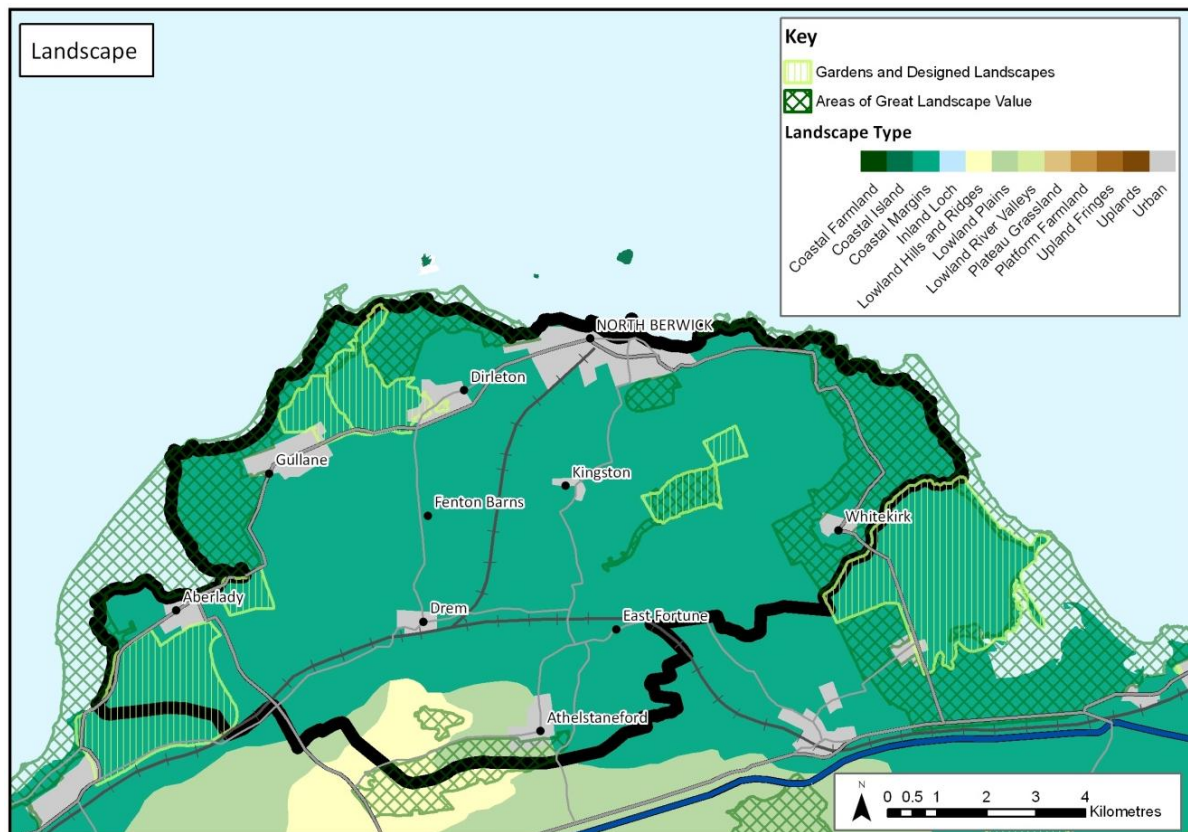 Landscape
Key
Gardens and Designed Landscapes
Areas of Great Landscape Value
Landscape Type
Coastal Farmland
Coastal Island
Coastal Margins
Inland Loch
Lowland Hills and Ridges
Lowland Plains
Lowland River Valleys
Plateau Grassland
Platform Farmland
Upland Fringes
Uplands
Urban
NORTH BERWICK
Dirleton
Gullane
Kingston
Fenton Barns
Whitekirk
Aberlady
Drem
East Fortune
Athelstaneford
N
0 0.5 1 2 3 4
Kilometres